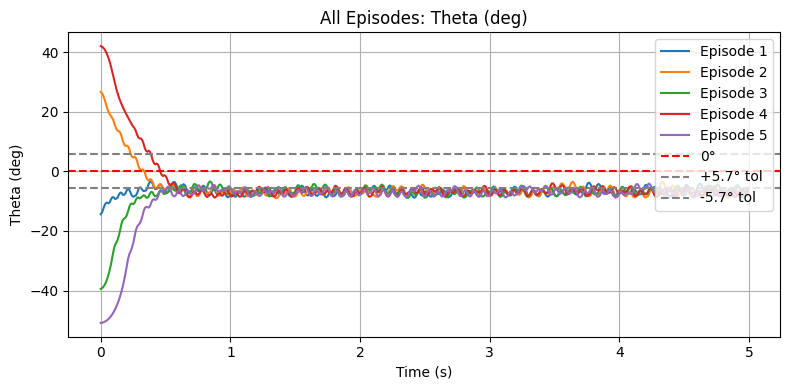 All Episodes: Theta (deg)
Theta (deg)
40
20
0
−20
−40
Episode 1
Episode 2
Episode 3
Episode 4
Episode 5
0°
+5.7° tol
-5.7° tol
0
1
2
3
4
5
Time (s)